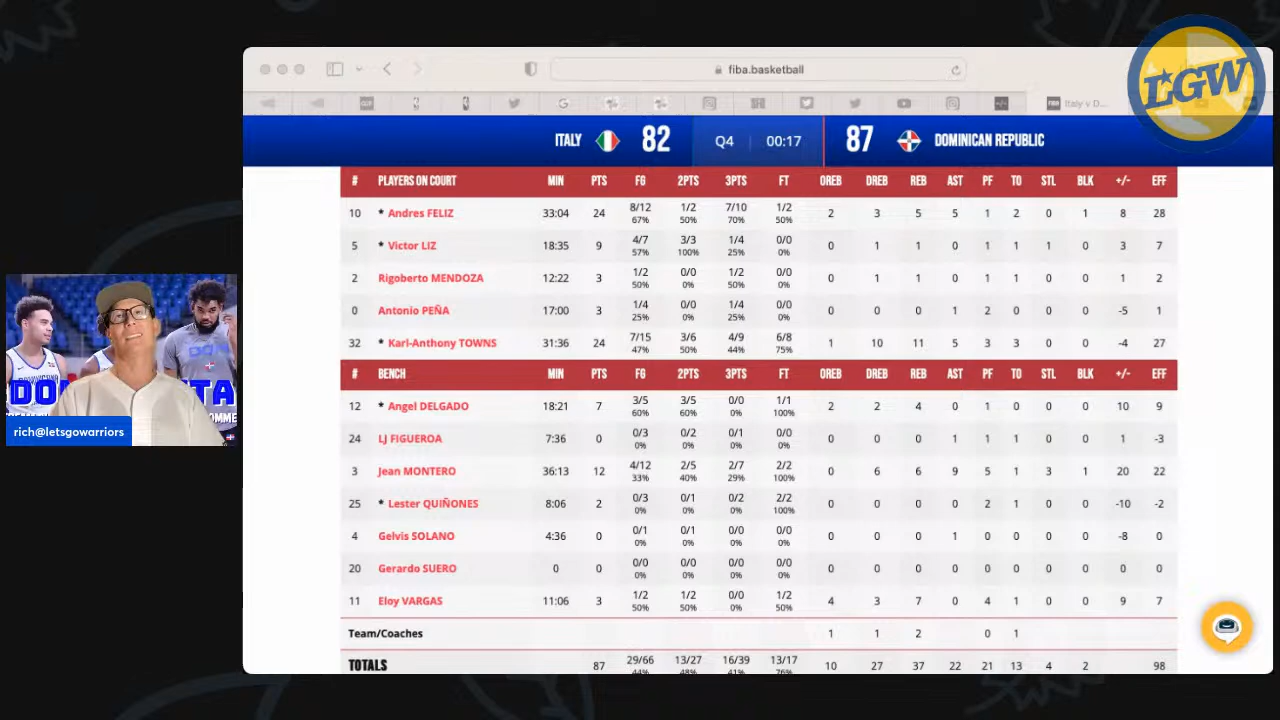 LGW
fiba.basketball
Italy v D...
ITALY 82 Q4 00:17 87 DOMINICAN REPUBLIC
# PLAYERS ON COURT MIN PTS FG 2PTS 3PTS FT OREB DREB REB AST PF TO STL BLK +/- EFF
10 * Andres FELIZ 33:04 24 8/12 1/2 7/10 1/2 2 3 5 5 1 2 0 1 8 28
67% 50% 70% 50%
5 * Victor LIZ 18:35 9 4/7 3/3 1/4 0/0 0 1 1 0 1 1 1 0 3 7
57% 100% 25% 0%
2 Rigoberto MENDOZA 12:22 3 1/2 0/0 1/2 0/0 0 1 1 0 1 1 0 0 1 2
50% 0% 50% 0%
0 Antonio PEÑA 17:00 3 1/4 0/0 1/4 0/0 0 0 0 1 2 0 0 0 -5 1
25% 0% 25% 0%
32 * Karl-Anthony TOWNS 31:36 24 7/15 3/6 4/9 6/8 1 10 11 5 3 3 0 0 -4 27
47% 50% 44% 75%
# BENCH MIN PTS FG 2PTS 3PTS FT OREB DREB REB AST PF TO STL BLK +/- EFF
12 * Angel DELGADO 18:21 7 3/5 3/5 0/0 1/1 2 2 4 0 1 0 0 0 10 9
60% 60% 0% 100%
24 LJ FIGUEROA 7:36 0 0/3 0/2 0/1 0/0 0 0 0 1 1 1 0 0 1 -3
0% 0% 0% 0%
3 Jean MONTERO 36:13 12 4/12 2/5 2/7 2/2 0 6 6 9 5 1 3 1 20 22
33% 40% 29% 100%
25 * Lester QUIÑONES 8:06 2 0/3 0/1 0/2 2/2 0 0 0 0 2 1 0 0 -10 -2
0% 0% 0% 100%
4 Gelvis SOLANO 4:36 0 0/1 0/1 0/0 0/0 0 0 0 1 0 0 0 0 -8 0
0% 0% 0% 0%
20 Gerardo SUERO 0 0 0/0 0/0 0/0 0/0 0 0 0 0 0 0 0 0 0 0
0% 0% 0% 0%
11 Eloy VARGAS 11:06 3 1/2 1/2 0/0 1/2 4 3 7 0 4 1 0 0 9 7
50% 50% 0% 50%
Team/Coaches 1 1 2 0 1
TOTALS 87 29/66 13/27 16/39 13/17 10 27 37 22 21 13 4 2 98
44% 48% 41% 76%
rich@letsgowarriors